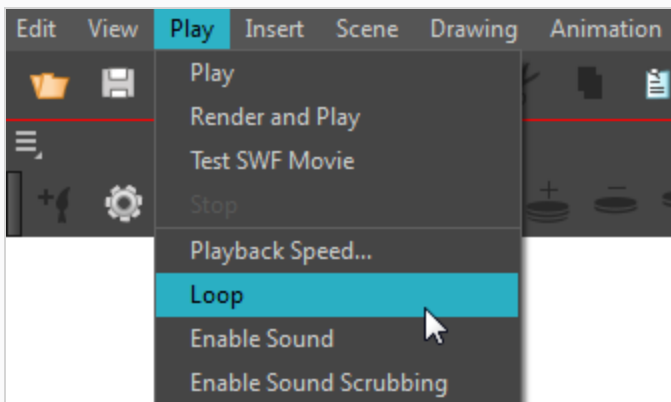 Edit View Play Insert Scene Drawing Animation
Play
Render and Play
Test SWF Movie
Stop
Playback Speed...
Loop
Enable Sound
Enable Sound Scrubbing